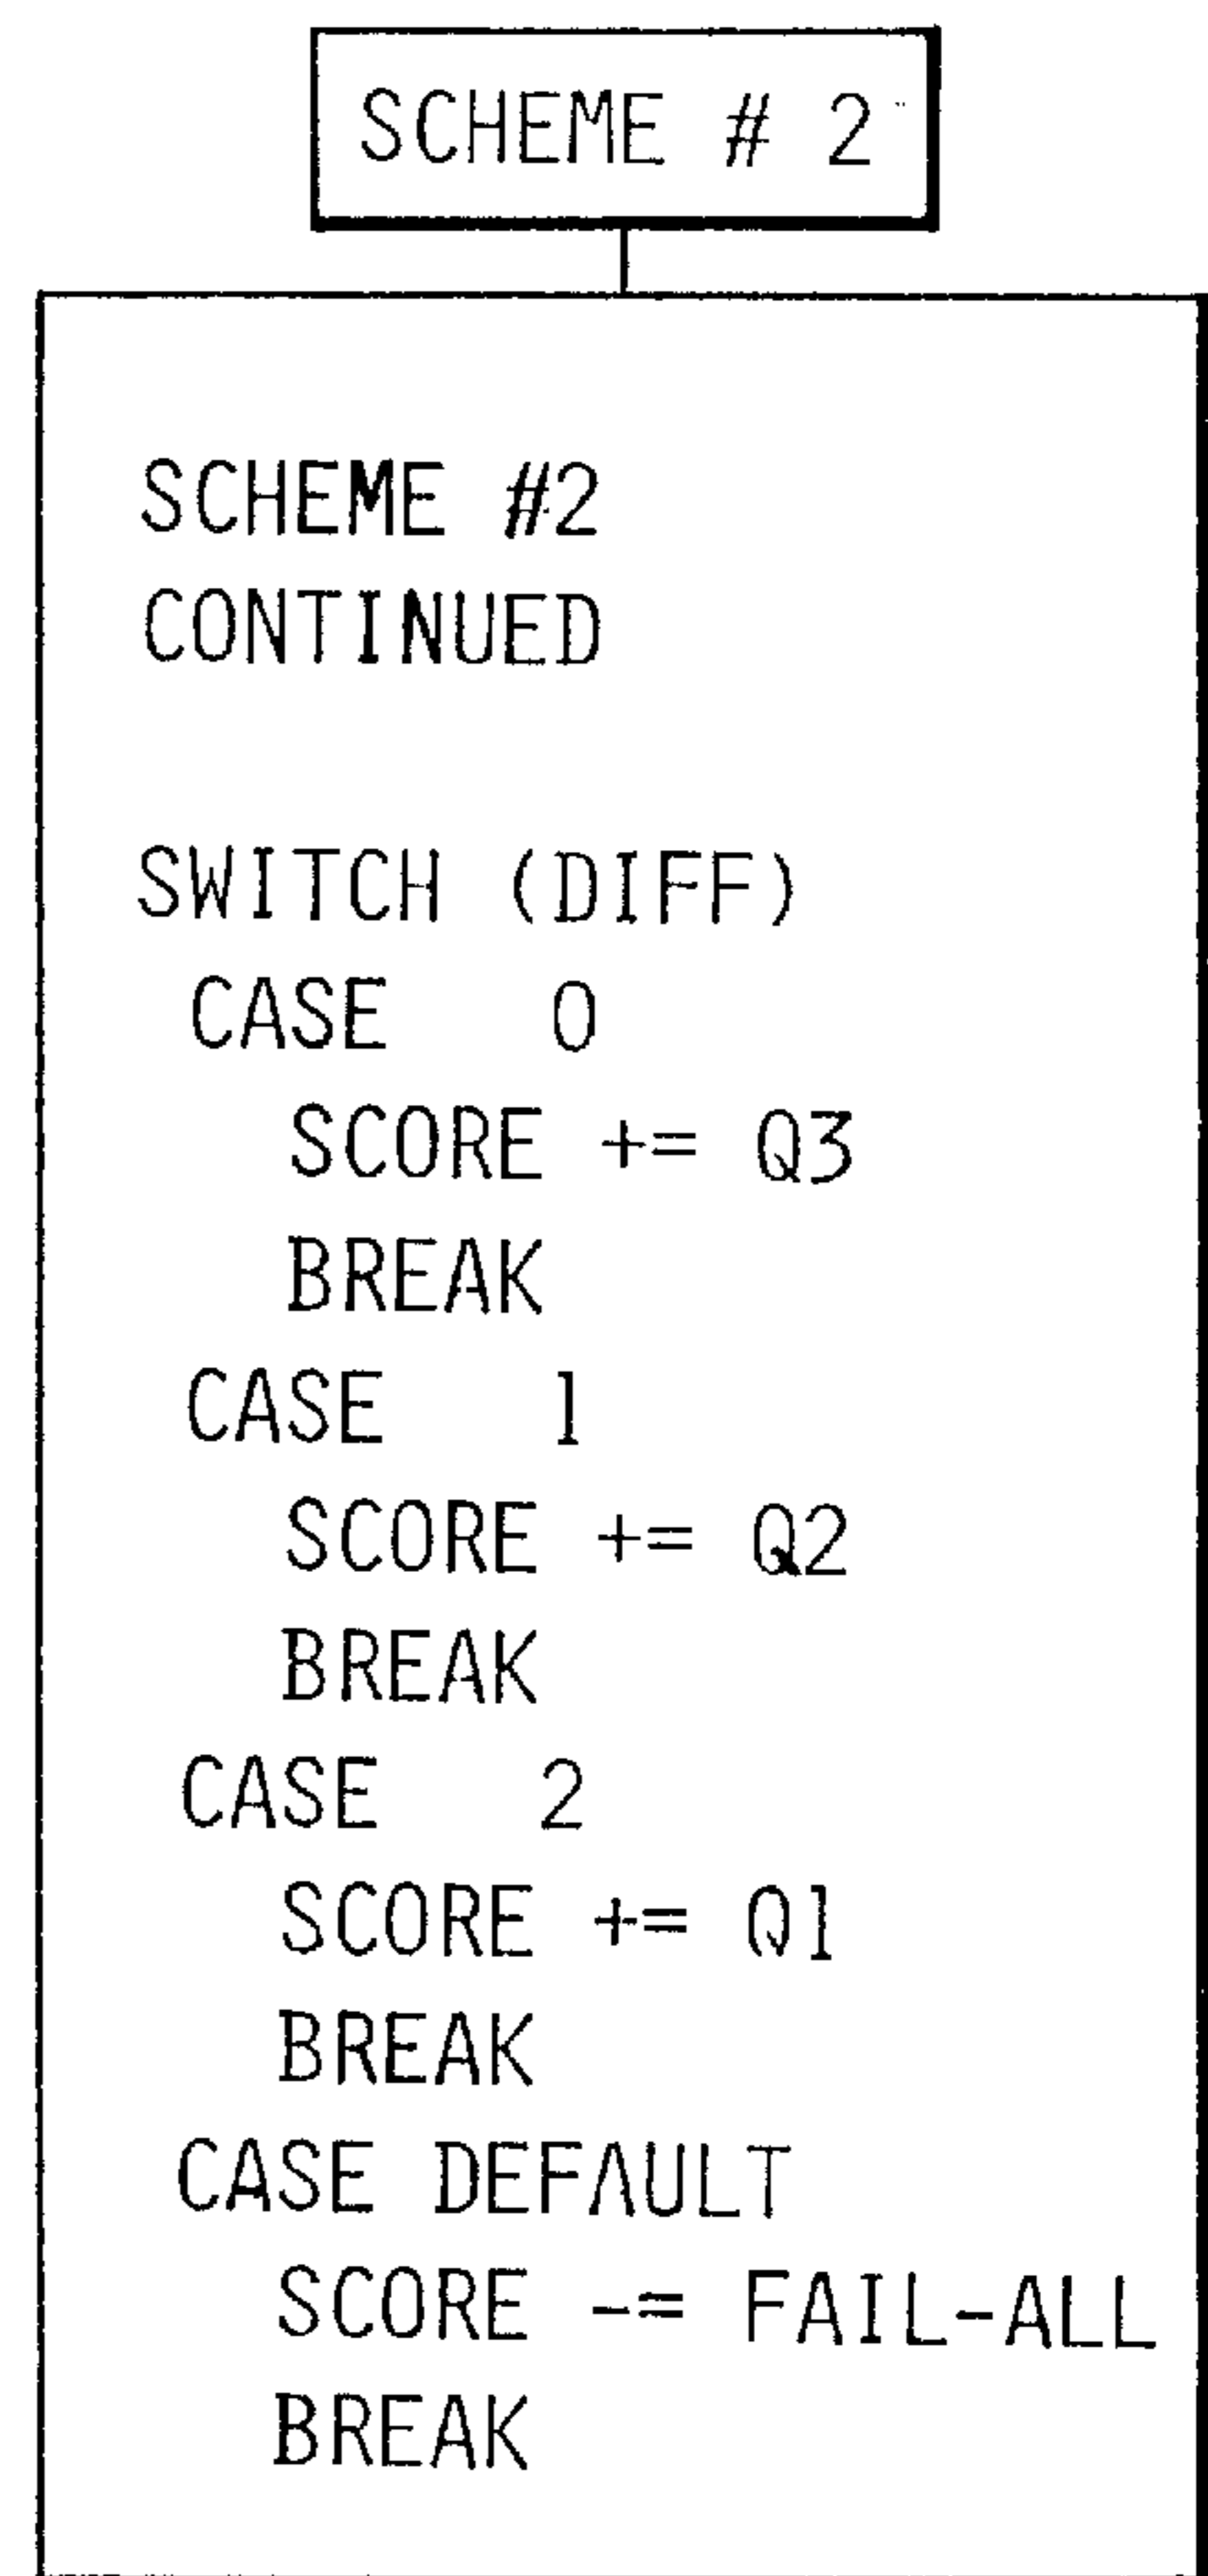 SCHEME # 2
SCHEME #2
CONTINUED
SWITCH (DIFF)
CASE 0
SCORE += Q3
BREAK
CASE 1
SCORE += Q2
BREAK
CASE 2
SCORE += Q1
BREAK
CASE DEFAULT
SCORE -= FAIL-ALL
BREAK